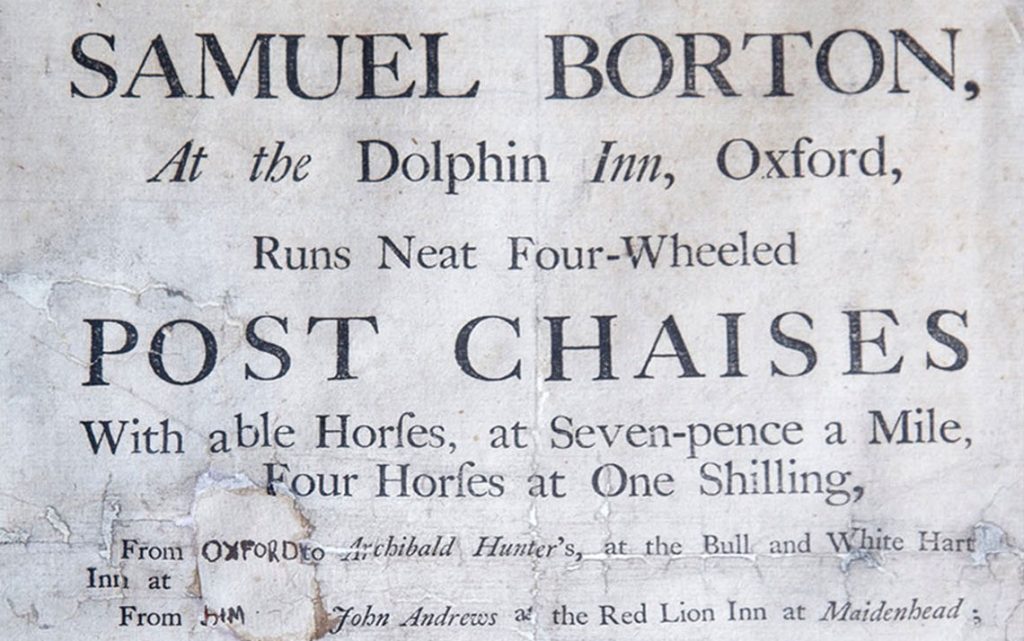 SAMUEL BORTON,
At the Dolphin Inn, Oxford,
Runs Neat Four-Wheeled
POST CHAISES
With able Horſes, at Seven-pence a Mile,
Four Horſes at One Shilling,
From OXFORD to Archibald Hunter's, at the Bull and White Hart
Inn at
From HIM John Andrews at the Red Lion Inn at Maidenhead ;